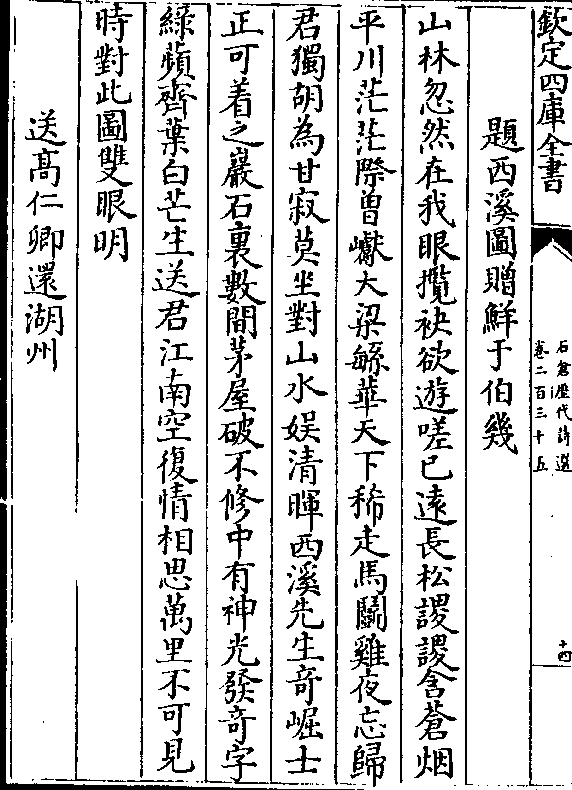 欽定四庫全書
石倉歷代詩選
卷二百三十五
十四
題西溪圖贈鮮于伯幾
山林忽然在我眼攬袂欲遊嗟已遠長松謖謖含蒼烟
平川茫茫際曾巘大梁繇華天下稀走馬鬭雞夜忘歸
君獨胡為甘寂莫坐對山水娱清暉西溪先生竒崛士
正可着之巖石裏數間茅屋破不修中有神光發竒字
綠蘋齊葉白芒生送君江南空復情相思萬里不可見
時對此圖雙眼明
送髙仁卿還湖州